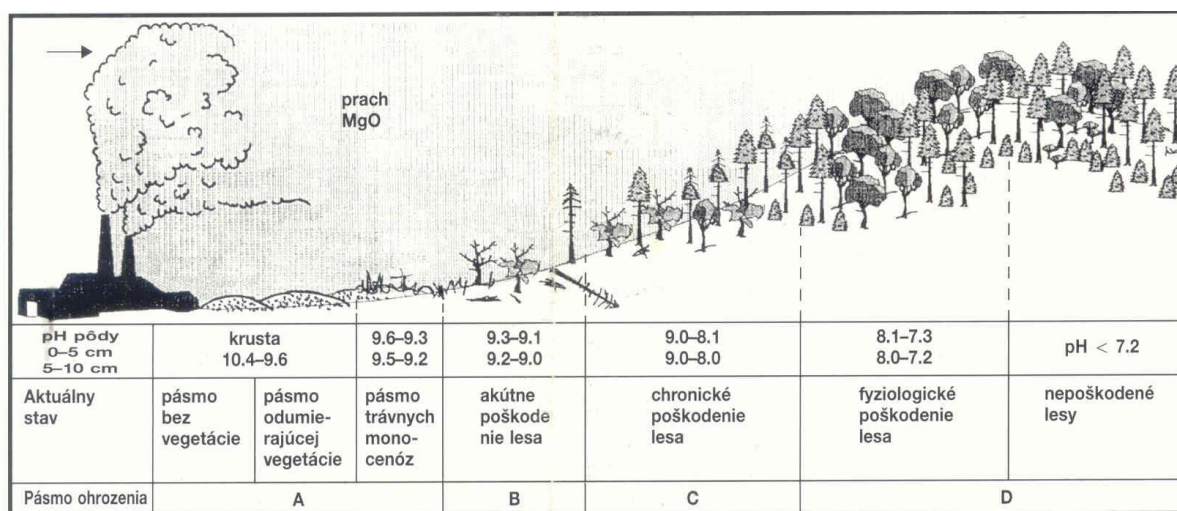 prach
MgO
pH pôdy
0–5 cm
5–10 cm
krusta
10.4–9.6
9.6–9.3
9.5–9.2
9.3–9.1
9.2–9.0
9.0–8.1
9.0–8.0
8.1–7.3
8.0–7.2
pH < 7.2
Aktuálny
stav
pásmo
bez
vegetácie
pásmo
odumie-
rajúcej
vegetácie
pásmo
trávnych
mono-
cenóz
akútne
poškode
nie lesa
chronické
poškodenie
lesa
fyziologické
poškodenie
lesa
nepoškodené
lesy
Pásmo ohrozenia
A
B
C
D